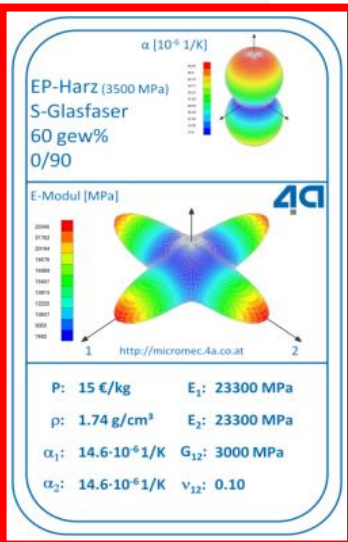 α [10⁻⁶ 1/K]
EP-Harz (3500 MPa)
S-Glasfaser
60 gew%
0/90
E-Modul [MPa]
4a
1
http://micromec.4a.co.at
2
P: 15 €/kg E₁: 23300 MPa
ρ: 1.74 g/cm³ E₂: 23300 MPa
α₁: 14.6·10⁻⁶ 1/K G₁₂: 3000 MPa
α₂: 14.6·10⁻⁶ 1/K ν₁₂: 0.10